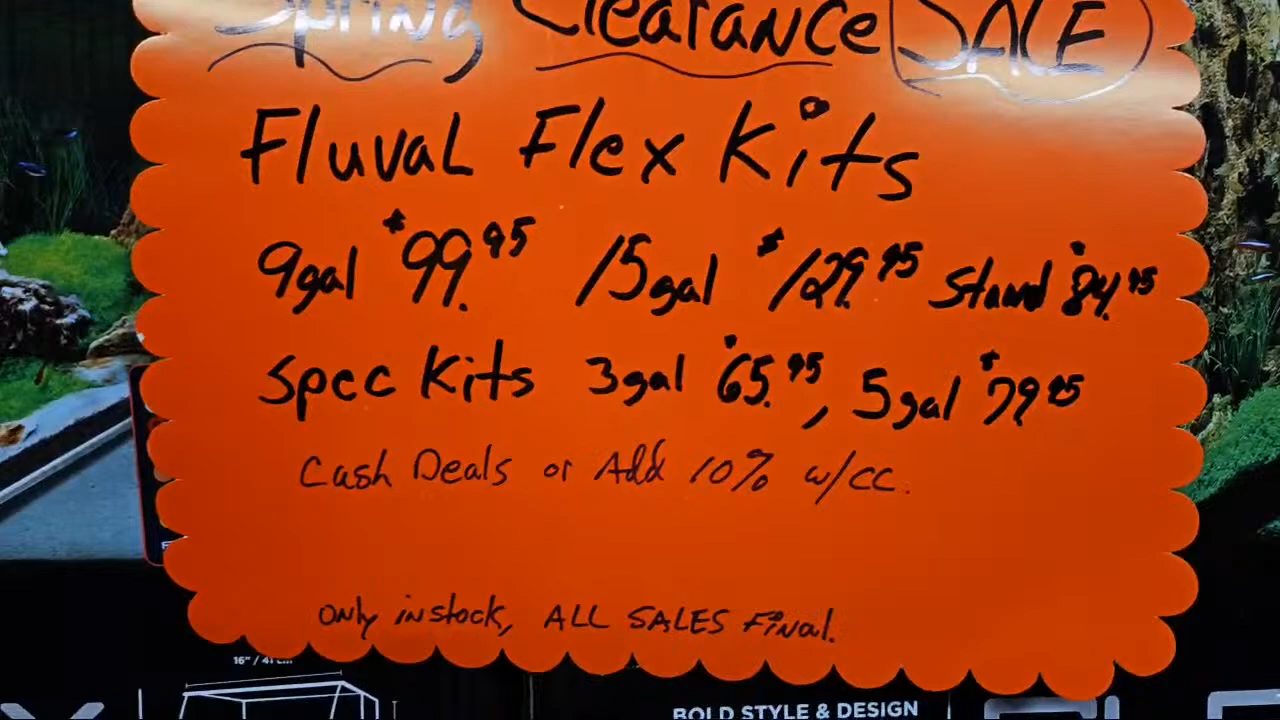 Spring Clearance SALE
Fluval Flex Kits
9gal $99.95 15gal $129.95 Stand $84.95
Spec Kits 3gal $65.95, 5gal $79.95
Cash Deals or Add 10% w/cc.
Only in stock, ALL SALES Final.
16" / 41 cm
BOLD STYLE & DESIGN